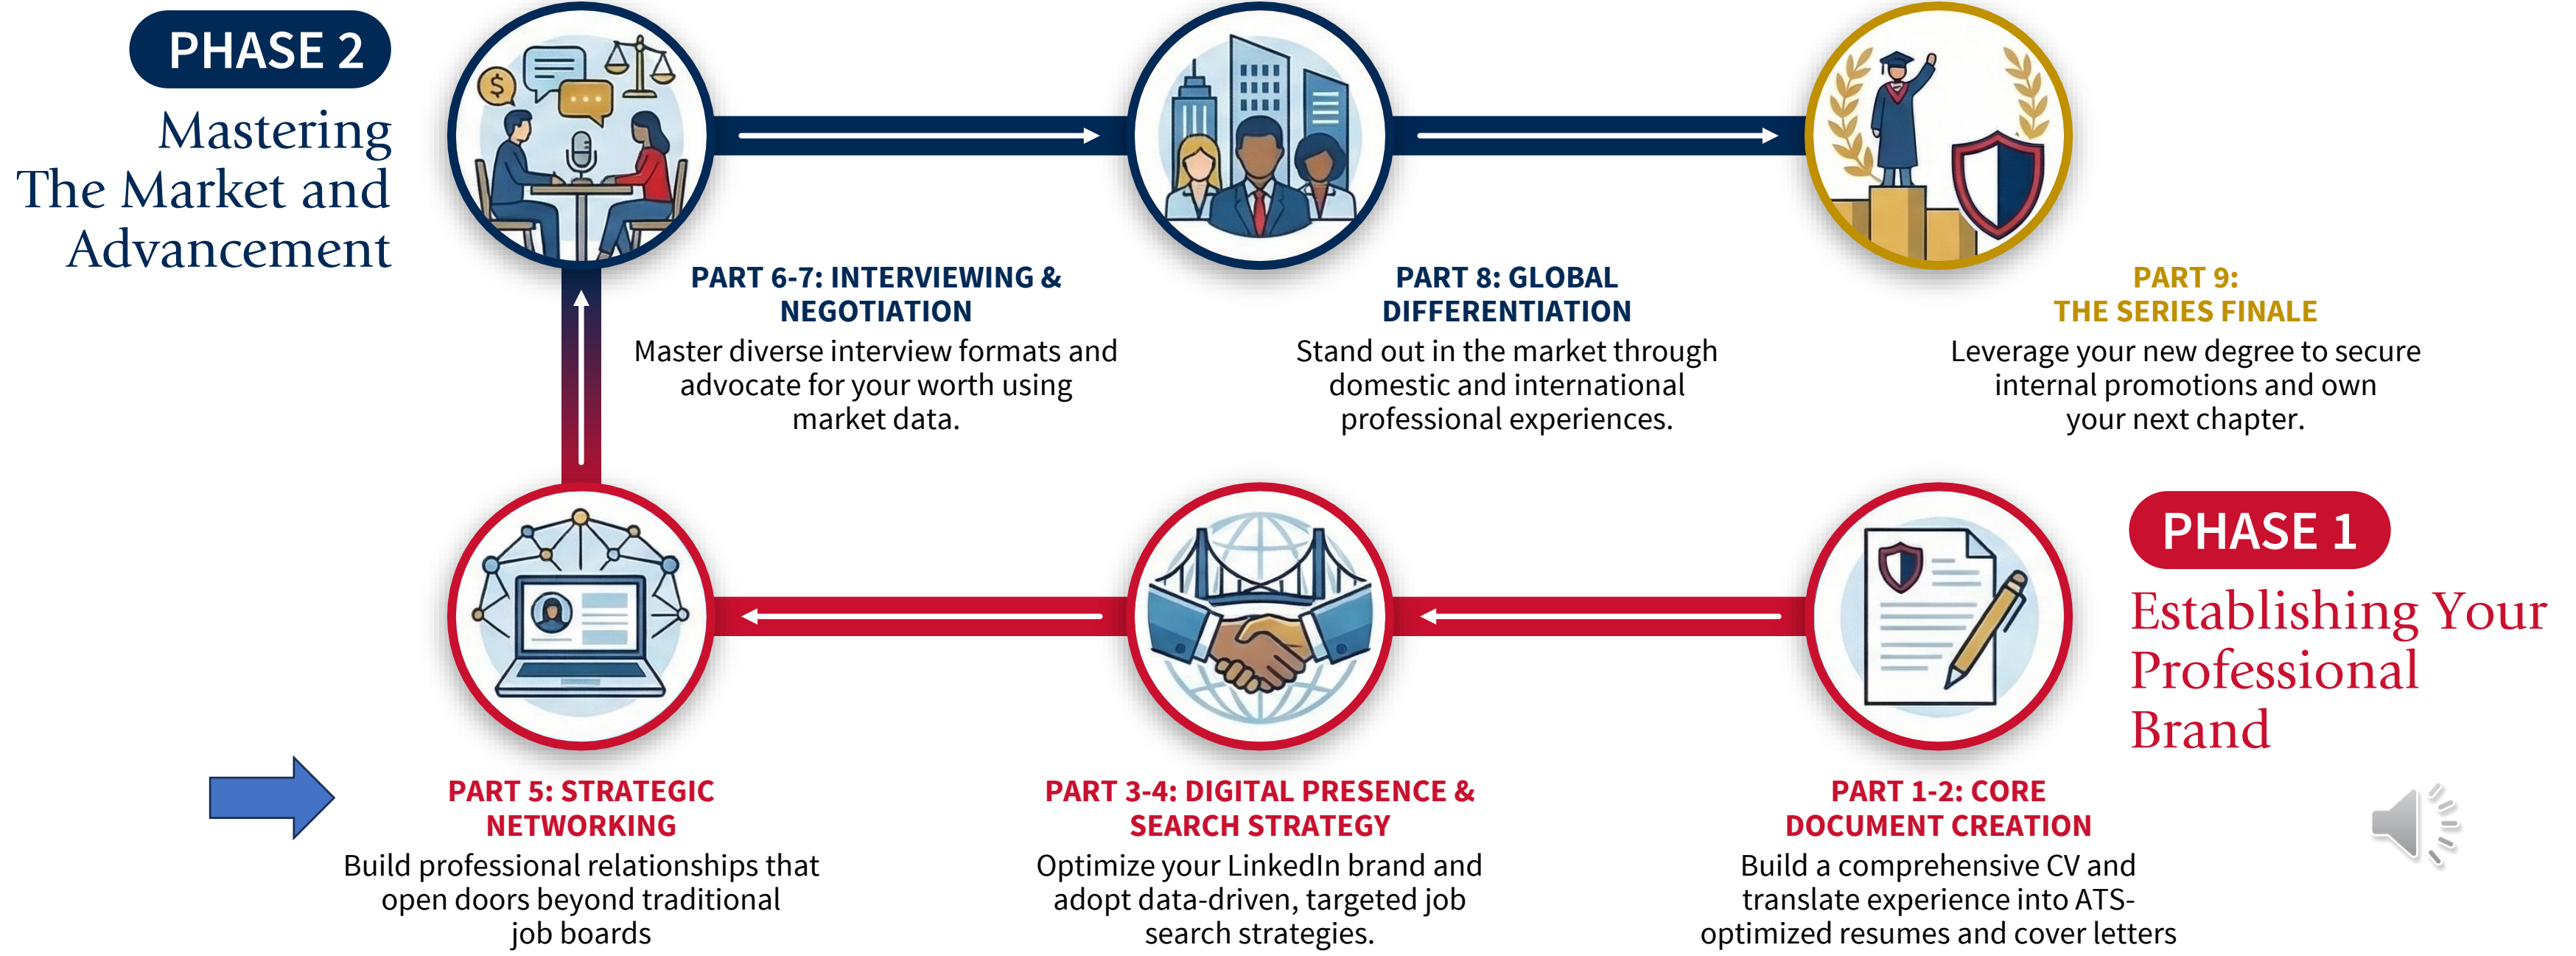 PHASE 2
Mastering
The Market and
Advancement
$
PART 6-7: INTERVIEWING &
NEGOTIATION
Master diverse interview formats and
advocate for your worth using
market data.
PART 8: GLOBAL
DIFFERENTIATION
Stand out in the market through
domestic and international
professional experiences.
PART 9:
THE SERIES FINALE
Leverage your new degree to secure
internal promotions and own
your next chapter.
PHASE 1
Establishing Your
Professional
Brand
PART 5: STRATEGIC
NETWORKING
Build professional relationships that
open doors beyond traditional
job boards
PART 3-4: DIGITAL PRESENCE &
SEARCH STRATEGY
Optimize your LinkedIn brand and
adopt data-driven, targeted job
search strategies.
PART 1-2: CORE
DOCUMENT CREATION
Build a comprehensive CV and
translate experience into ATS-
optimized resumes and cover letters